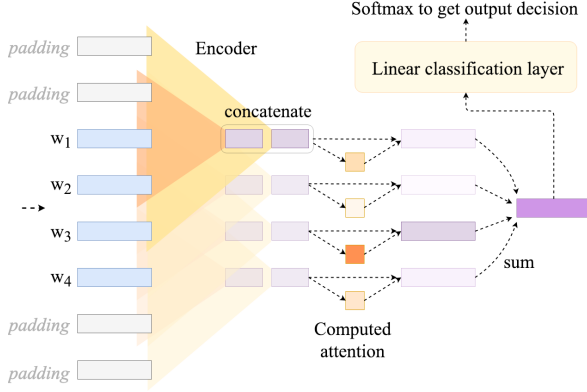 Softmax to get output decision
Linear classification layer
Encoder
concatenate
padding
padding
w1
w2
w3
w4
padding
padding
Computed
attention
sum